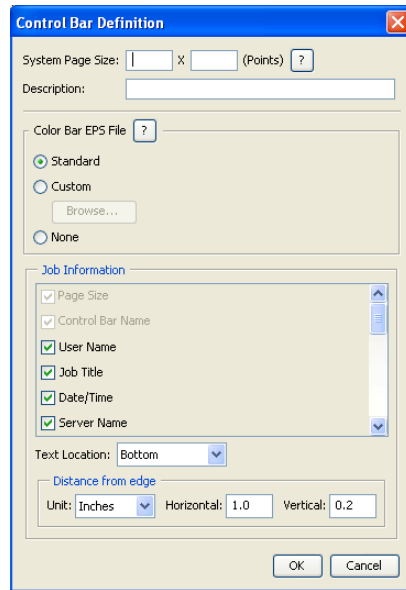 Control Bar Definition
System Page Size: X (Points) ?
Description:
Color Bar EPS File ?
Standard
Custom
Browse...
None
Job Information
Page Size
Control Bar Name
User Name
Job Title
Date/Time
Server Name
Text Location: Bottom
Distance from edge
Unit: Inches Horizontal: 1.0 Vertical: 0.2
OK Cancel